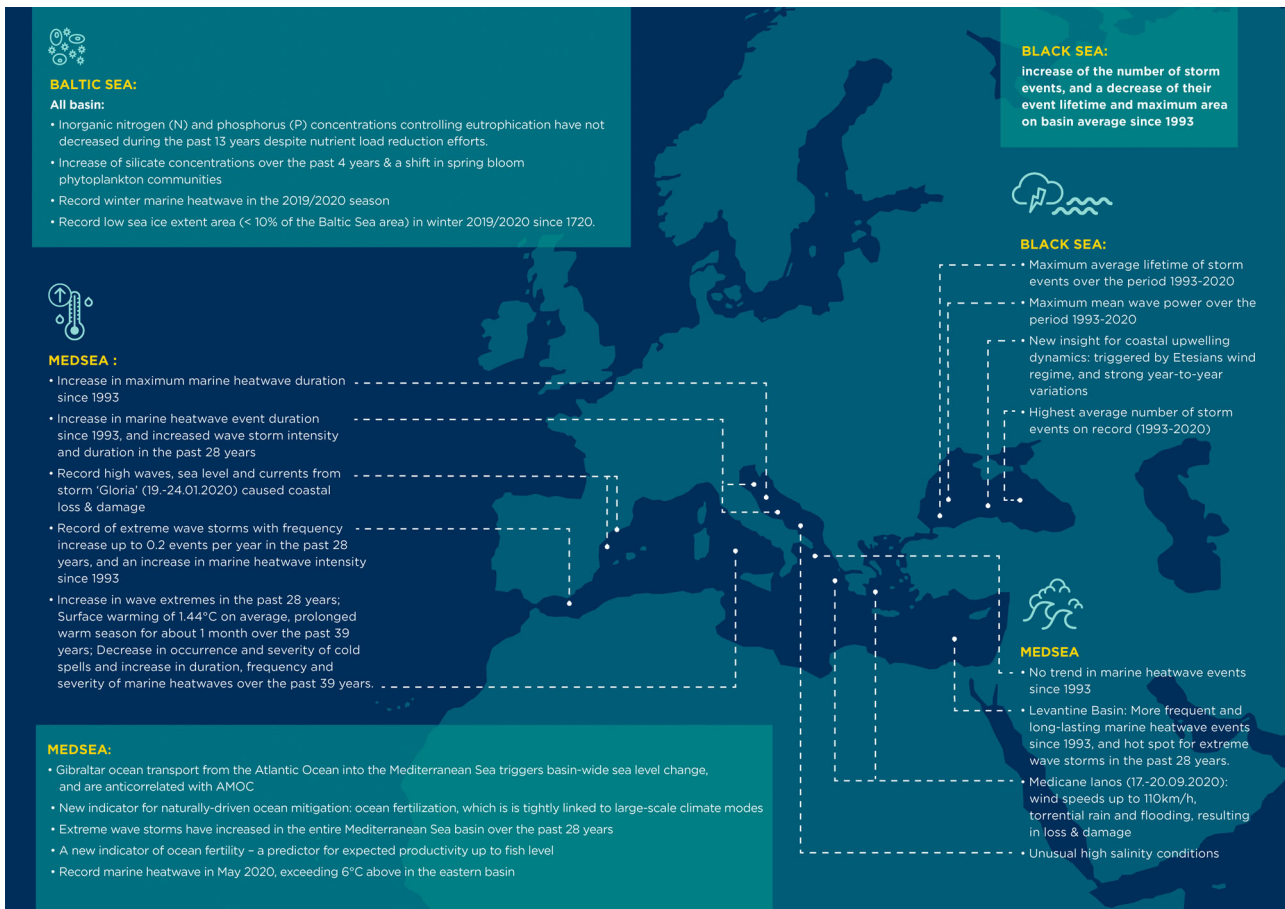 BALTIC SEA:
All basin:
• Inorganic nitrogen (N) and phosphorus (P) concentrations controlling eutrophication have not
decreased during the past 13 years despite nutrient load reduction efforts.
• Increase of silicate concentrations over the past 4 years & a shift in spring bloom
phytoplankton communities
• Record winter marine heatwave in the 2019/2020 season
• Record low sea ice extent area (< 10% of the Baltic Sea area) in winter 2019/2020 since 1720.
BLACK SEA:
increase of the number of storm
events, and a decrease of their
event lifetime and maximum area
on basin average since 1993
BLACK SEA:
• Maximum average lifetime of storm
events over the period 1993-2020
• Maximum mean wave power over the
period 1993-2020
• New insight for coastal upwelling
dynamics: triggered by Etesians wind
regime, and strong year-to-year
variations
• Highest average number of storm
events on record (1993-2020)
MEDSEA :
• Increase in maximum marine heatwave duration
since 1993
• Increase in marine heatwave event duration
since 1993, and increased wave storm intensity
and duration in the past 28 years
• Record high waves, sea level and currents from
storm ‘Gloria’ (19.-24.01.2020) caused coastal
loss & damage
• Record of extreme wave storms with frequency
increase up to 0.2 events per year in the past 28
years, and an increase in marine heatwave intensity
since 1993
• Increase in wave extremes in the past 28 years;
Surface warming of 1.44°C on average, prolonged
warm season for about 1 month over the past 39
years; Decrease in occurrence and severity of cold
spells and increase in duration, frequency and
severity of marine heatwaves over the past 39 years.
MEDSEA
• No trend in marine heatwave events
since 1993
• Levantine Basin: More frequent and
long-lasting marine heatwave events
since 1993, and hot spot for extreme
wave storms in the past 28 years.
• Medicane Ianos (17.-20.09.2020):
wind speeds up to 110km/h,
torrential rain and flooding, resulting
in loss & damage
• Unusual high salinity conditions
MEDSEA:
• Gibraltar ocean transport from the Atlantic Ocean into the Mediterranean Sea triggers basin-wide sea level change,
and are anticorrelated with AMOC
• New indicator for naturally-driven ocean mitigation: ocean fertilization, which is is tightly linked to large-scale climate modes
• Extreme wave storms have increased in the entire Mediterranean Sea basin over the past 28 years
• A new indicator of ocean fertility – a predictor for expected productivity up to fish level
• Record marine heatwave in May 2020, exceeding 6°C above in the eastern basin